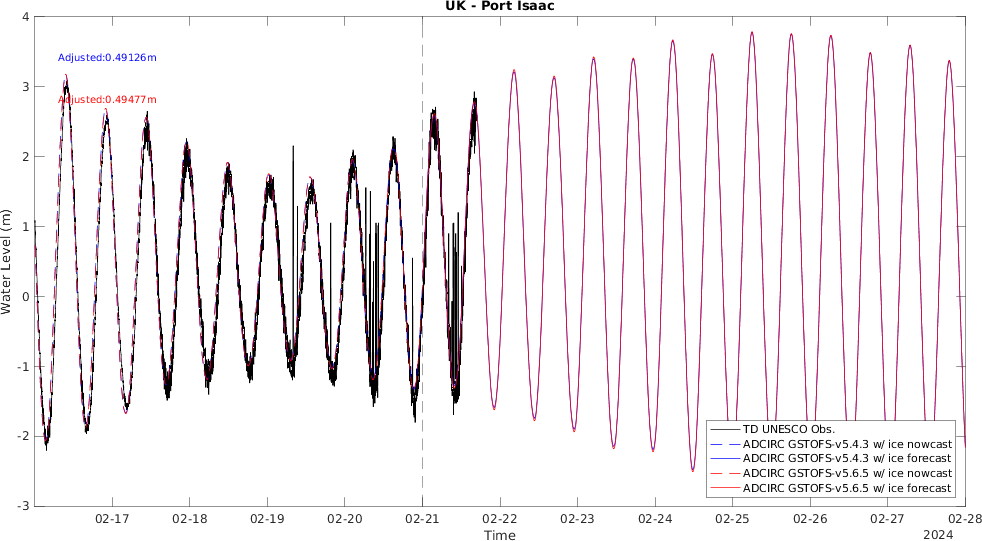 UK - Port Isaac
4
3
2
1
0
-1
-2
-3
Water Level (m)
Adjusted:0.49126m
Adjusted:0.49477m
TD UNESCO Obs.
ADCIRC GSTOFS-v5.4.3 w/ ice nowcast
ADCIRC GSTOFS-v5.4.3 w/ ice forecast
ADCIRC GSTOFS-v5.6.5 w/ ice nowcast
ADCIRC GSTOFS-v5.6.5 w/ ice forecast
02-17 02-18 02-19 02-20 02-21 02-22 02-23 02-24 02-25 02-26 02-27 02-28
Time
2024